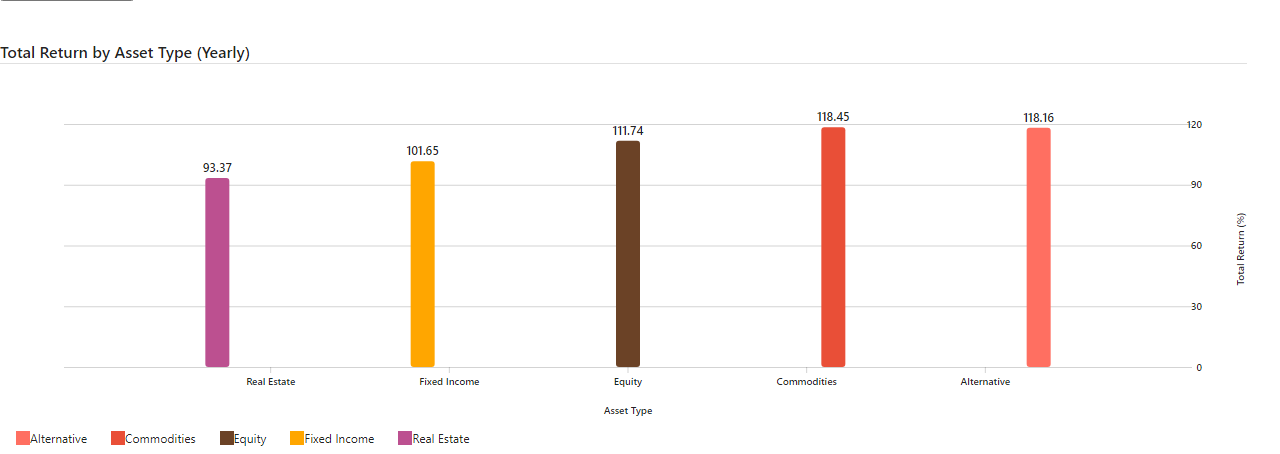 Total Return by Asset Type (Yearly)
118.45
118.16
111.74
101.65
93.37
120
90
60
30
0
Total Return (%)
Real Estate Fixed Income Equity Commodities Alternative
Asset Type
Alternative Commodities Equity Fixed Income Real Estate